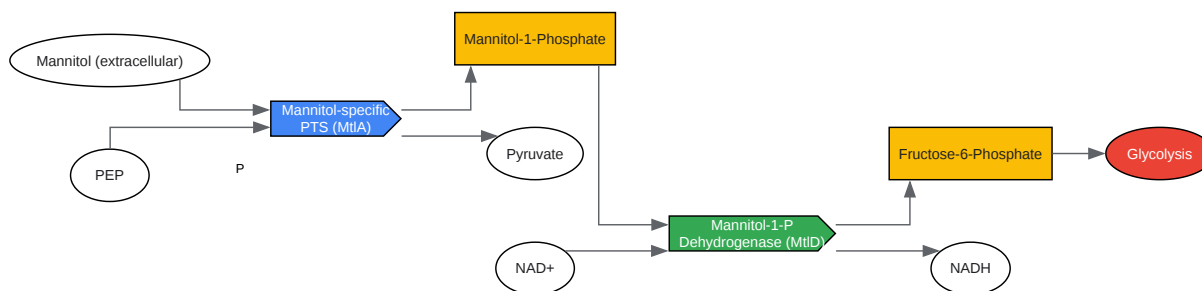 Mannitol (extracellular)
PEP
P
Mannitol-specific
PTS (MtlA)
Mannitol-1-Phosphate
Pyruvate
NAD+
Mannitol-1-P
Dehydrogenase (MtlD)
Fructose-6-Phosphate
NADH
Glycolysis